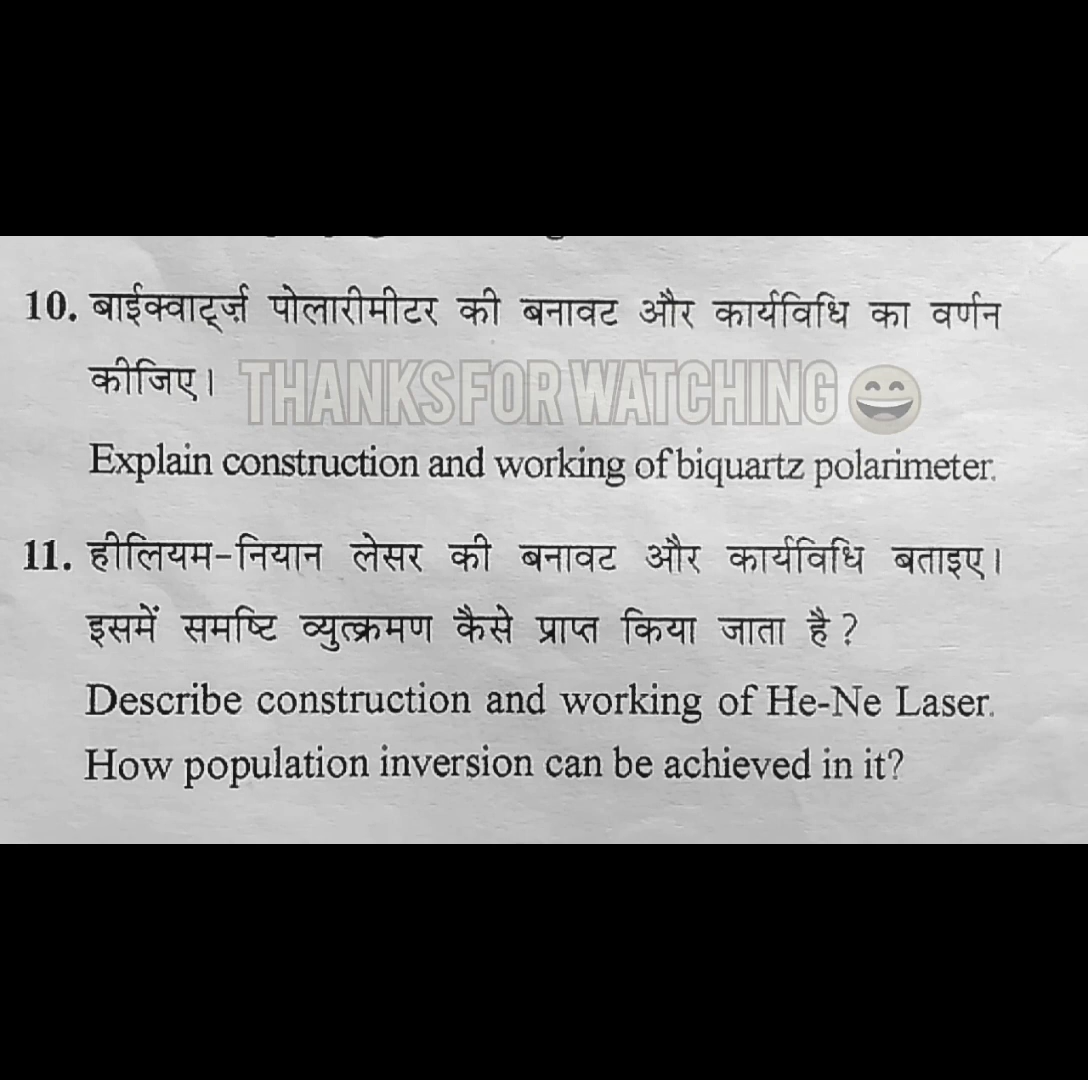 10. बाईक्वाट्र्ज़ पोलारीमीटर की बनावट और कार्यविधि का वर्णन
कीजिए। THANKS FOR WATCHING
Explain construction and working of biquartz polarimeter.
11. हीलियम-नियान लेसर की बनावट और कार्यविधि बताइए।
इसमें समष्टि व्युत्क्रमण कैसे प्राप्त किया जाता है ?
Describe construction and working of He-Ne Laser.
How population inversion can be achieved in it?